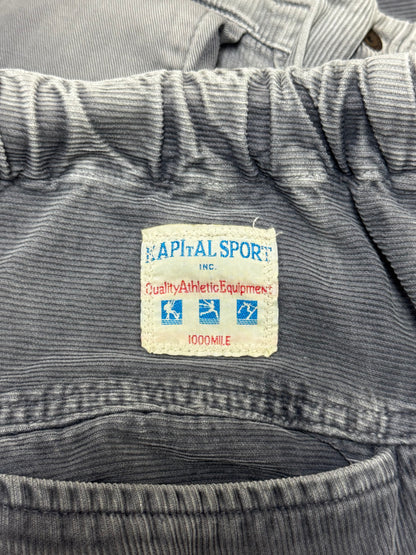 KAPITAL SPORT
INC.
QualityAthleticEquipment
1000MILE